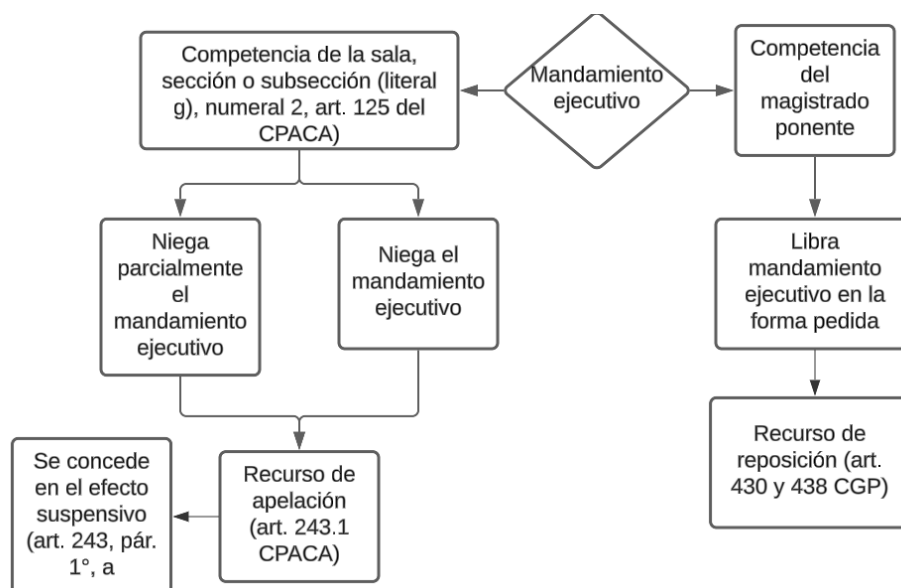 Competencia de la sala,
sección o subsección (literal
g), numeral 2, art. 125 del
CPACA)
Mandamiento
ejecutivo
Competencia
del
magistrado
ponente
Niega
parcialmente
el
mandamiento
ejecutivo
Niega el
mandamiento
ejecutivo
Libra
mandamiento
ejecutivo en la
forma pedida
Se concede
en el efecto
suspensivo
(art. 243, pár.
1°, a
Recurso de
apelación
(art. 243.1
CPACA)
Recurso de
reposición (art.
430 y 438 CGP)